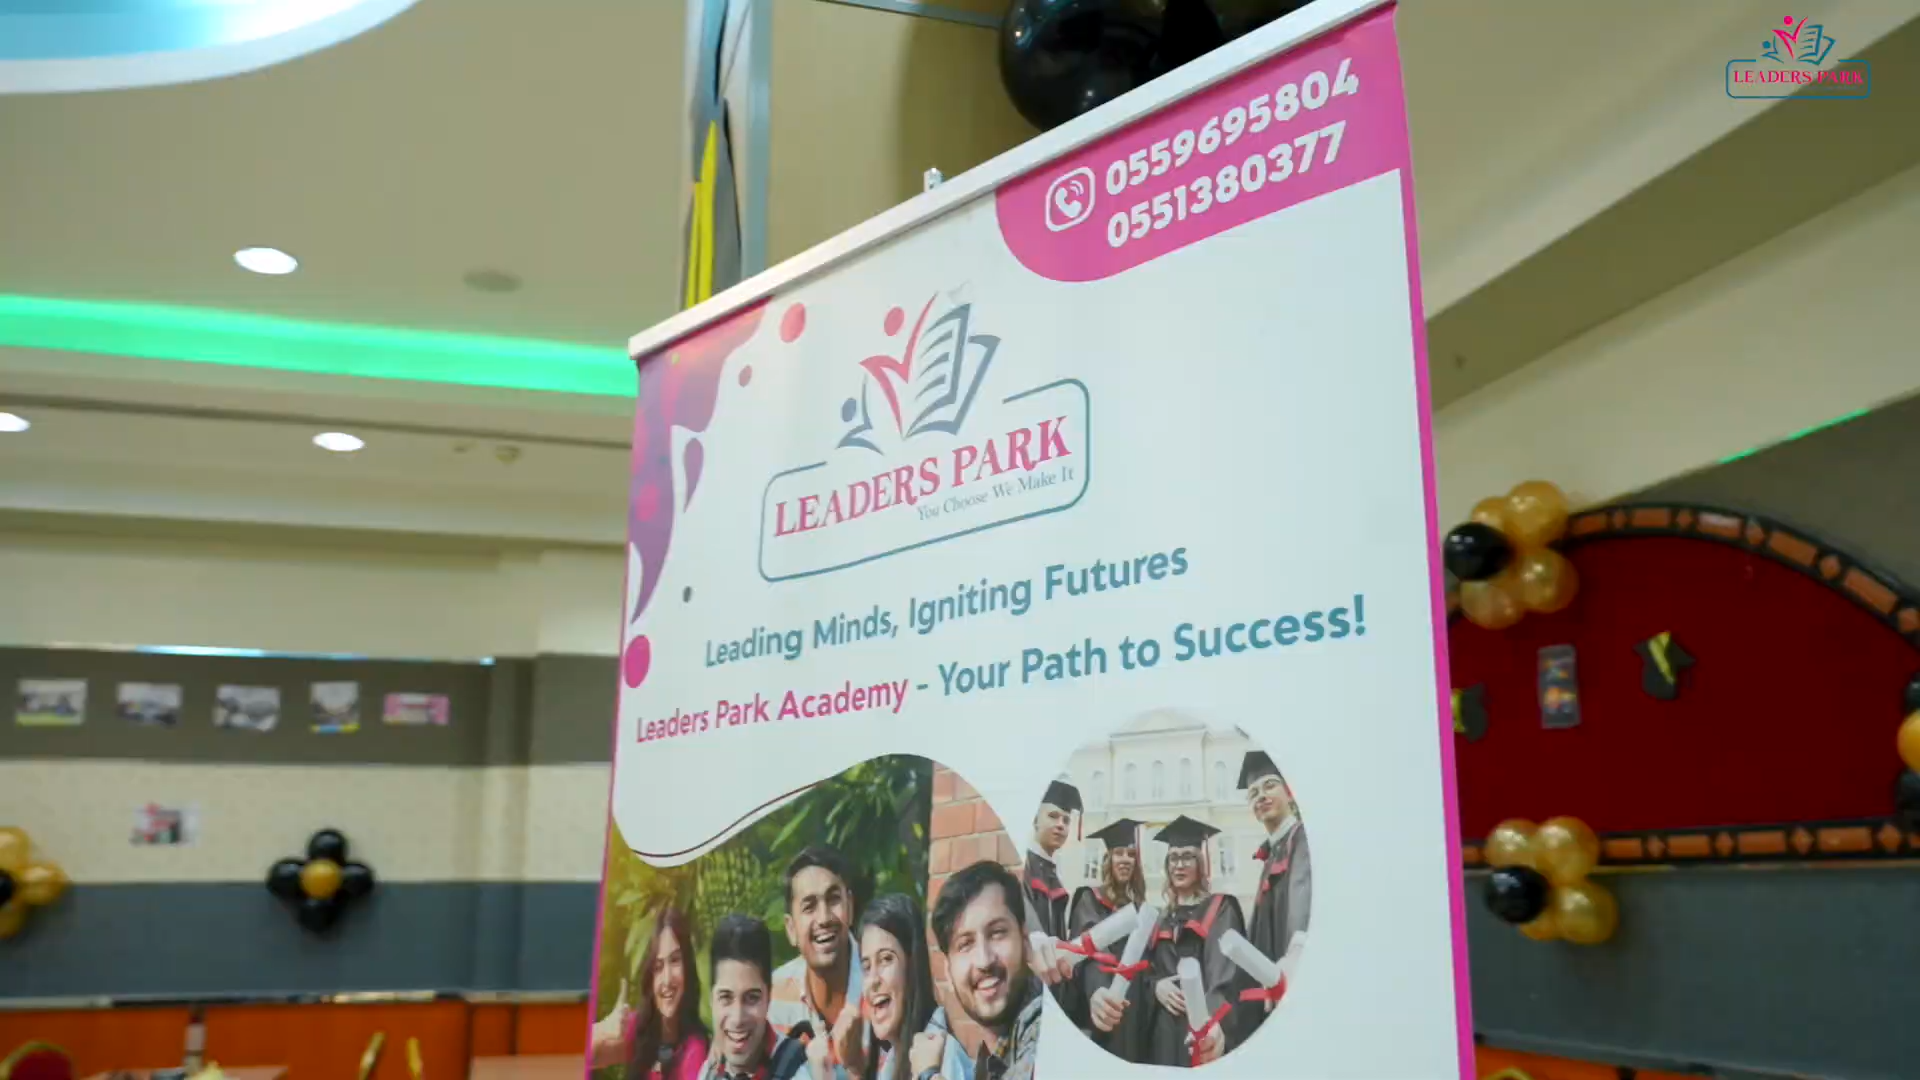 0559695804
0551380377
LEADERS PARK
You Choose We Make It
Leading Minds, Igniting Futures
Leaders Park Academy - Your Path to Success!
LEADERS PARK